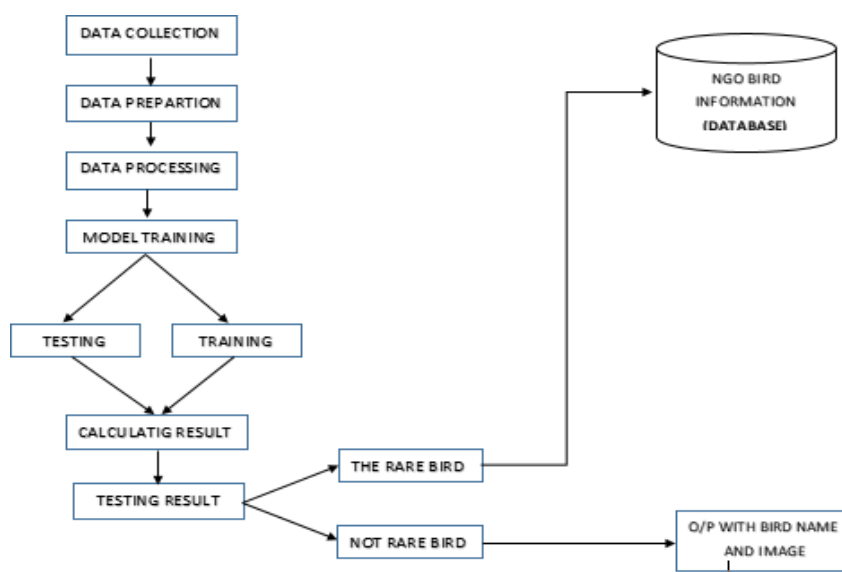 DATA COLLECTION
DATA PREPARTION
DATA PROCESSING
MODEL TRAINING
TESTING
TRAINING
CALCULATIG RESULT
TESTING RESULT
THE RARE BIRD
NOT RARE BIRD
NGO BIRD
INFORMATION
(DATABASE)
O/P WITH BIRD NAME
AND IMAGE